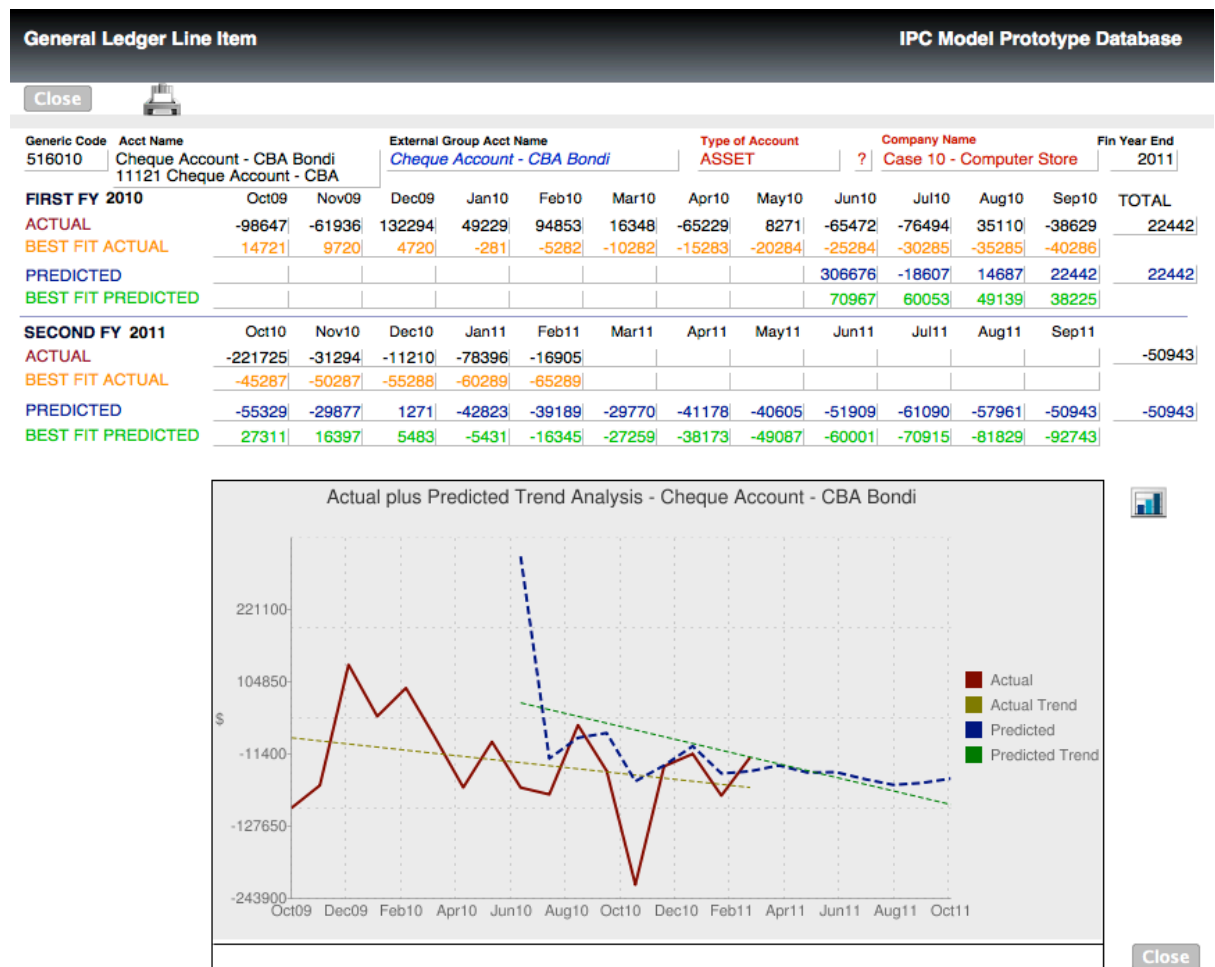 General Ledger Line Item IPC Model Prototype Database
Close
Generic Code Acct Name External Group Acct Name Type of Account Company Name Fin Year End
516010 Cheque Account - CBA Bondi Cheque Account - CBA Bondi ASSET ? Case 10 - Computer Store 2011
11121 Cheque Account - CBA
FIRST FY 2010 Oct09 Nov09 Dec09 Jan10 Feb10 Mar10 Apr10 May10 Jun10 Jul10 Aug10 Sep10 TOTAL
ACTUAL -98647 -61936 132294 49229 94853 16348 -65229 8271 -65472 -76494 35110 -38629 22442
BEST FIT ACTUAL 14721 9720 4720 -281 -5282 -10282 -15283 -20284 -25284 -30285 -35285 -40286
PREDICTED 306676 -18607 14687 22442 22442
BEST FIT PREDICTED 70967 60053 49139 38225
SECOND FY 2011 Oct10 Nov10 Dec10 Jan11 Feb11 Mar11 Apr11 May11 Jun11 Jul11 Aug11 Sep11
ACTUAL -221725 -31294 -11210 -78396 -16905 -50943
BEST FIT ACTUAL -45287 -50287 -55288 -60289 -65289
PREDICTED -55329 -29877 1271 -42823 -39189 -29770 -41178 -40605 -51909 -61090 -57961 -50943 -50943
BEST FIT PREDICTED 27311 16397 5483 -5431 -16345 -27259 -38173 -49087 -60001 -70915 -81829 -92743
Actual plus Predicted Trend Analysis - Cheque Account - CBA Bondi
221100
104850
$
-11400
-127650
-243900
Oct09 Dec09 Feb10 Apr10 Jun10 Aug10 Oct10 Dec10 Feb11 Apr11 Jun11 Aug11 Oct11
Actual
Actual Trend
Predicted
Predicted Trend
Close